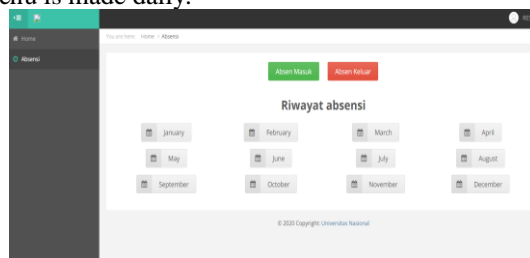 enu is made daily.
Home
You are here: Home > Absensi
Absensi
Absen Masuk Absen Keluar
Riwayat absensi
January February March April
May June July August
September October November December
© 2020 Copyright: Universitas Nasional